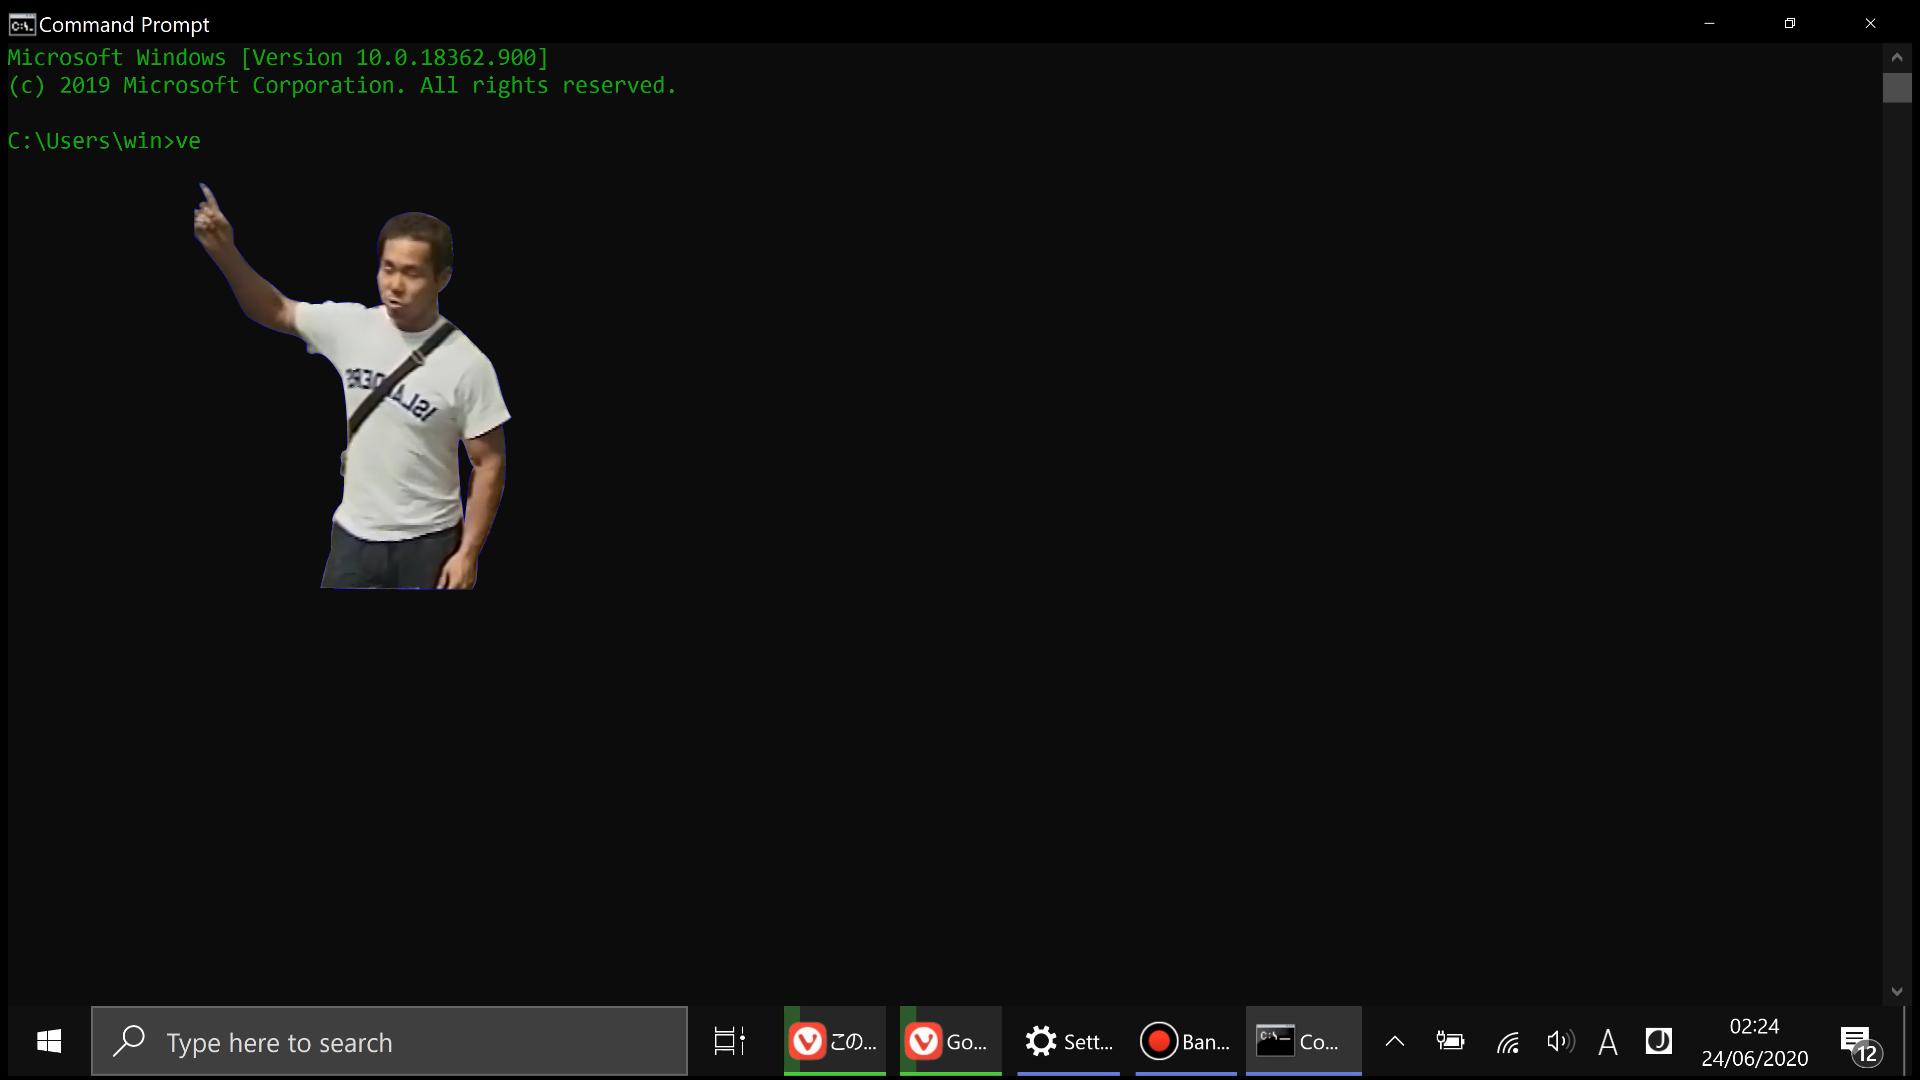 Command Prompt
Microsoft Windows [Version 10.0.18362.900]
(c) 2019 Microsoft Corporation. All rights reserved.
C:\Users\win>ve
ISLANDERS
Type here to search
この...
Go...
Sett...
Ban...
Co...
A
J
02:24
24/06/2020
12